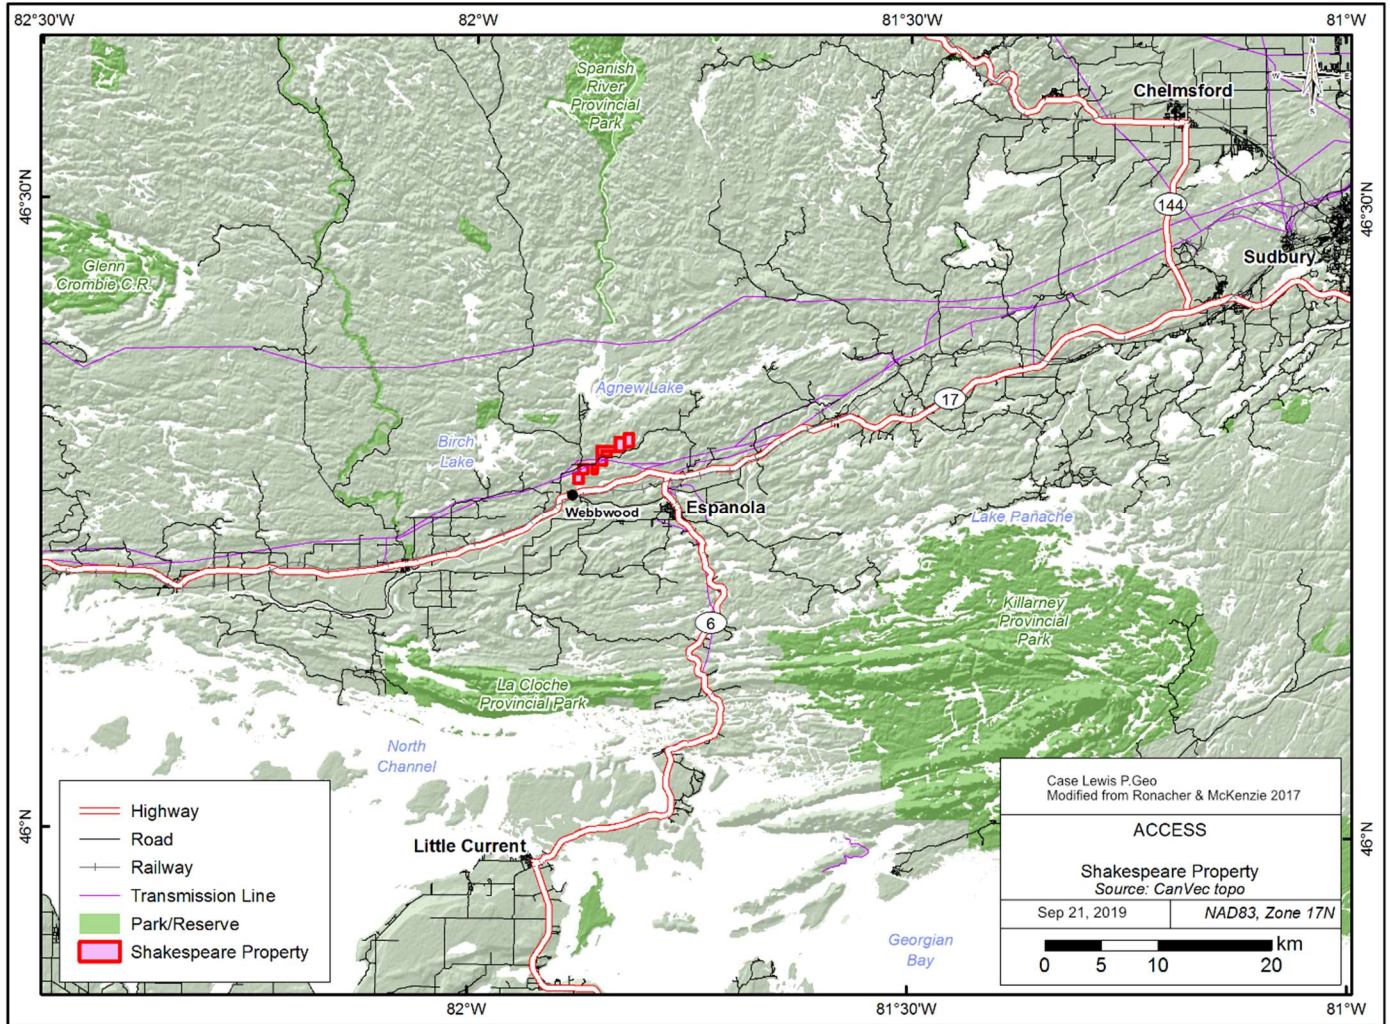 82°30'W
82°W
81°30'W
81°W
N
W
E
S
Spanish
River
Provincial
Park
Chelmsford
46°30'N
46°30'N
144
Glenn
Crombie C.R.
Sudbury
Agnew Lake
17
Birch
Lake
Webbwood
Espanola
Lake Panache
Killarney
Provincial
Park
6
La Cloche
Provincial Park
North
Channel
46°N
46°N
Little Current
Georgian
Bay
Highway
Road
Railway
Transmission Line
Park/Reserve
Shakespeare Property
Case Lewis P.Geo
Modified from Ronacher & McKenzie 2017
ACCESS
Shakespeare Property
Source: CanVec topo
Sep 21, 2019
NAD83, Zone 17N
km
0 5 10 20
82°W
81°30'W
81°W